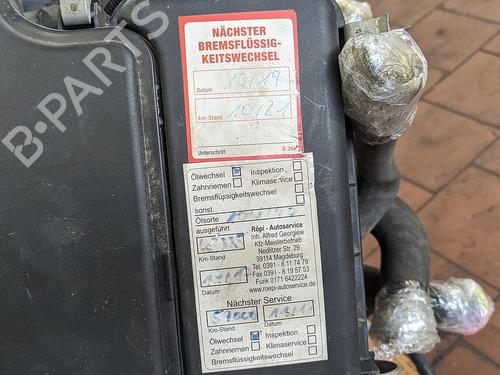 NÄCHSTER
BREMSFLÜSSIG-
KEITSWECHSEL
Datum
km-Stand
Unterschrift
Ölwechsel Inspektion
Zahnriemen Klimaservice
Bremsflüssigkeitswechsel
sonst.
Ölsorte
ausgeführt
Km-Stand
Datum
Röpi - Autoservice
Inh. Alfred Georgiew
Kfz-Meisterbetrieb
Nedlitzer Str. 29
39114 Magdeburg
Tel. 0391 - 8 11 74 79
Fax 0391 - 8 19 57 53
Funk 0171 6422224
www.roepi-autoservice.de
Nächster Service
Km-Stand Datum
Ölwechsel Inspektion
Zahnriemen Klimaservice
Bremsflüssigkeitswechsel
B-PARTS